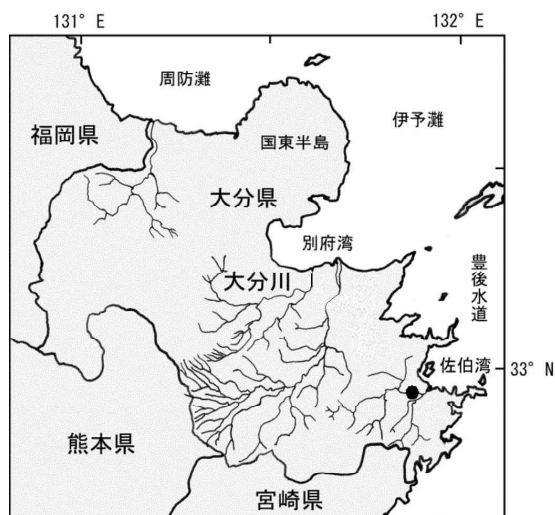 131° E
132° E
周防灘
伊予灘
福岡県
国東半島
大分県
別府湾
豊後水道
大分川
佐伯湾
33° N
熊本県
宮崎県